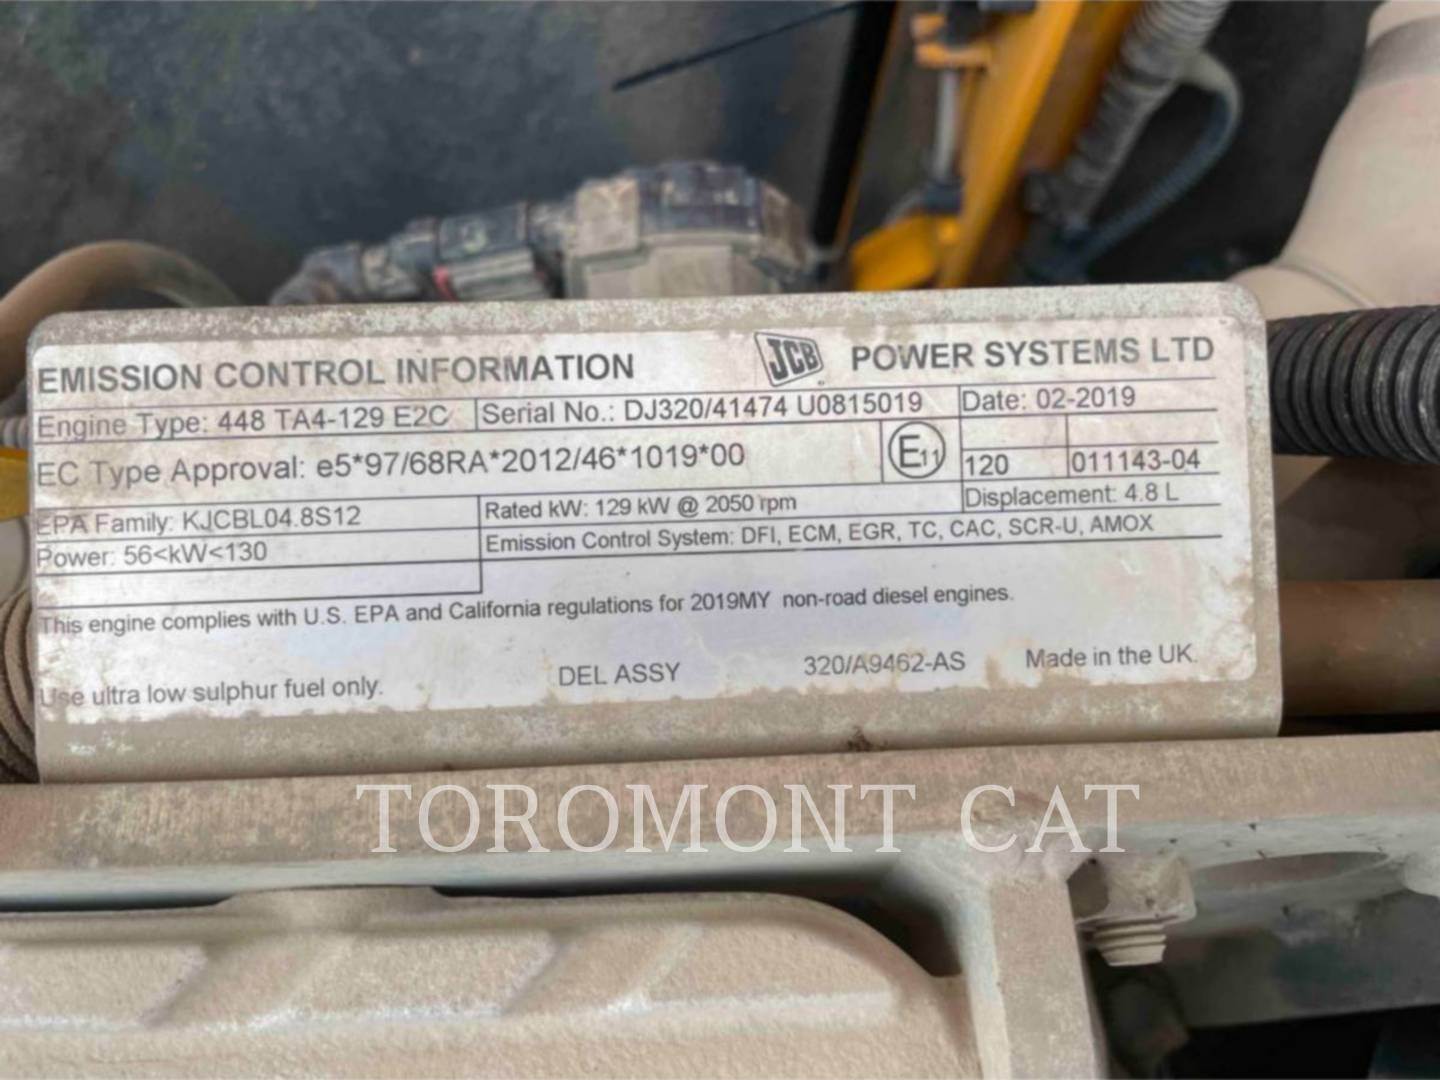 EMISSION CONTROL INFORMATION JCB POWER SYSTEMS LTD
Engine Type: 448 TA4-129 E2C Serial No.: DJ320/41474 U0815019 Date: 02-2019
EC Type Approval: e5*97/68RA*2012/46*1019*00 E11 120 011143-04
EPA Family: KJCBL04.8S12 Rated kW: 129 kW @ 2050 rpm Displacement: 4.8 L
Power: 56<kW<130 Emission Control System: DFI, ECM, EGR, TC, CAC, SCR-U, AMOX
This engine complies with U.S. EPA and California regulations for 2019MY non-road diesel engines.
Use ultra low sulphur fuel only. DEL ASSY 320/A9462-AS Made in the UK.
TOROMONT CAT